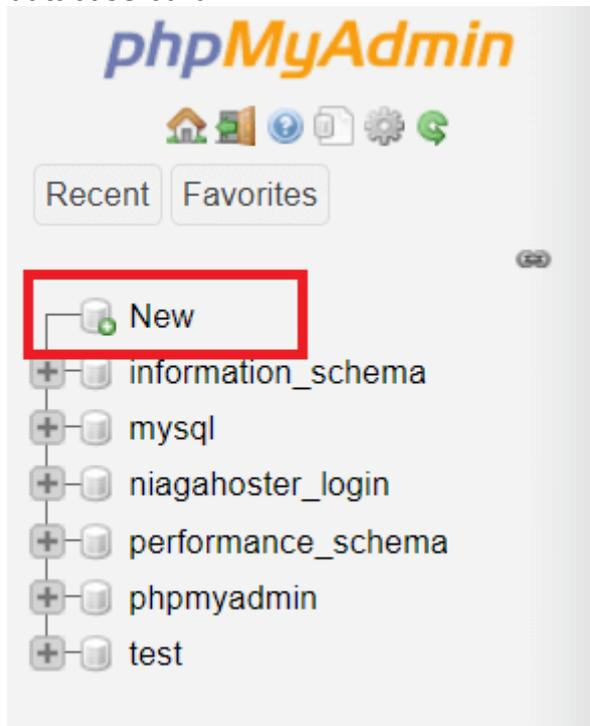 phpMyAdmin
Recent Favorites
New
information_schema
mysql
niagahoster_login
performance_schema
phpmyadmin
test